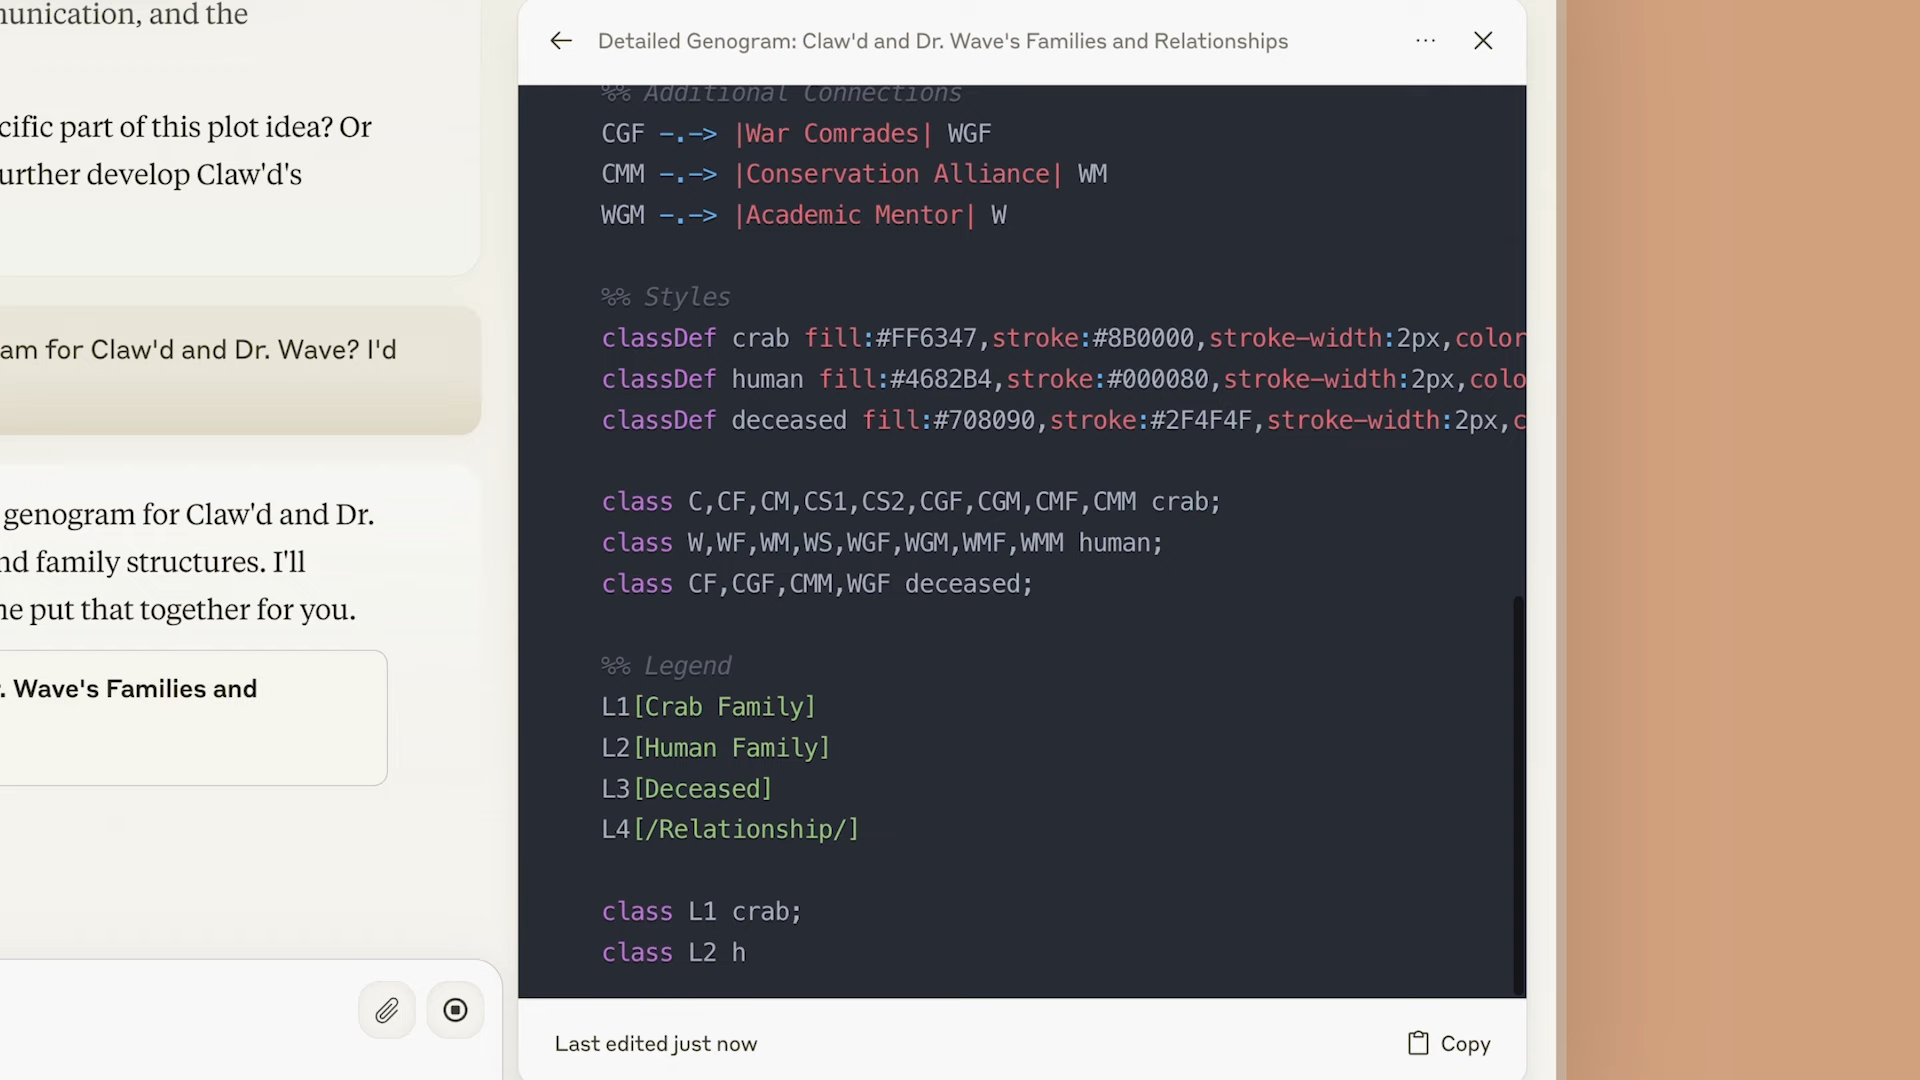 munication, and the
cific part of this plot idea? Or
urther develop Claw'd's
am for Claw'd and Dr. Wave? I'd
genogram for Claw'd and Dr.
nd family structures. I'll
ne put that together for you.
r. Wave's Families and
Detailed Genogram: Claw'd and Dr. Wave's Families and Relationships
%% Additional Connections
CGF -.-> |War Comrades| WGF
CMM -.-> |Conservation Alliance| WM
WGM -.-> |Academic Mentor| W
%% Styles
classDef crab fill:#FF6347,stroke:#8B0000,stroke-width:2px,color
classDef human fill:#4682B4,stroke:#000080,stroke-width:2px,colo
classDef deceased fill:#708090,stroke:#2F4F4F,stroke-width:2px,c
class C,CF,CM,CS1,CS2,CGF,CGM,CMF,CMM crab;
class W,WF,WM,WS,WGF,WGM,WMF,WMM human;
class CF,CGF,CMM,WGF deceased;
%% Legend
L1[Crab Family]
L2[Human Family]
L3[Deceased]
L4[/Relationship/]
class L1 crab;
class L2 h
Last edited just now
Copy